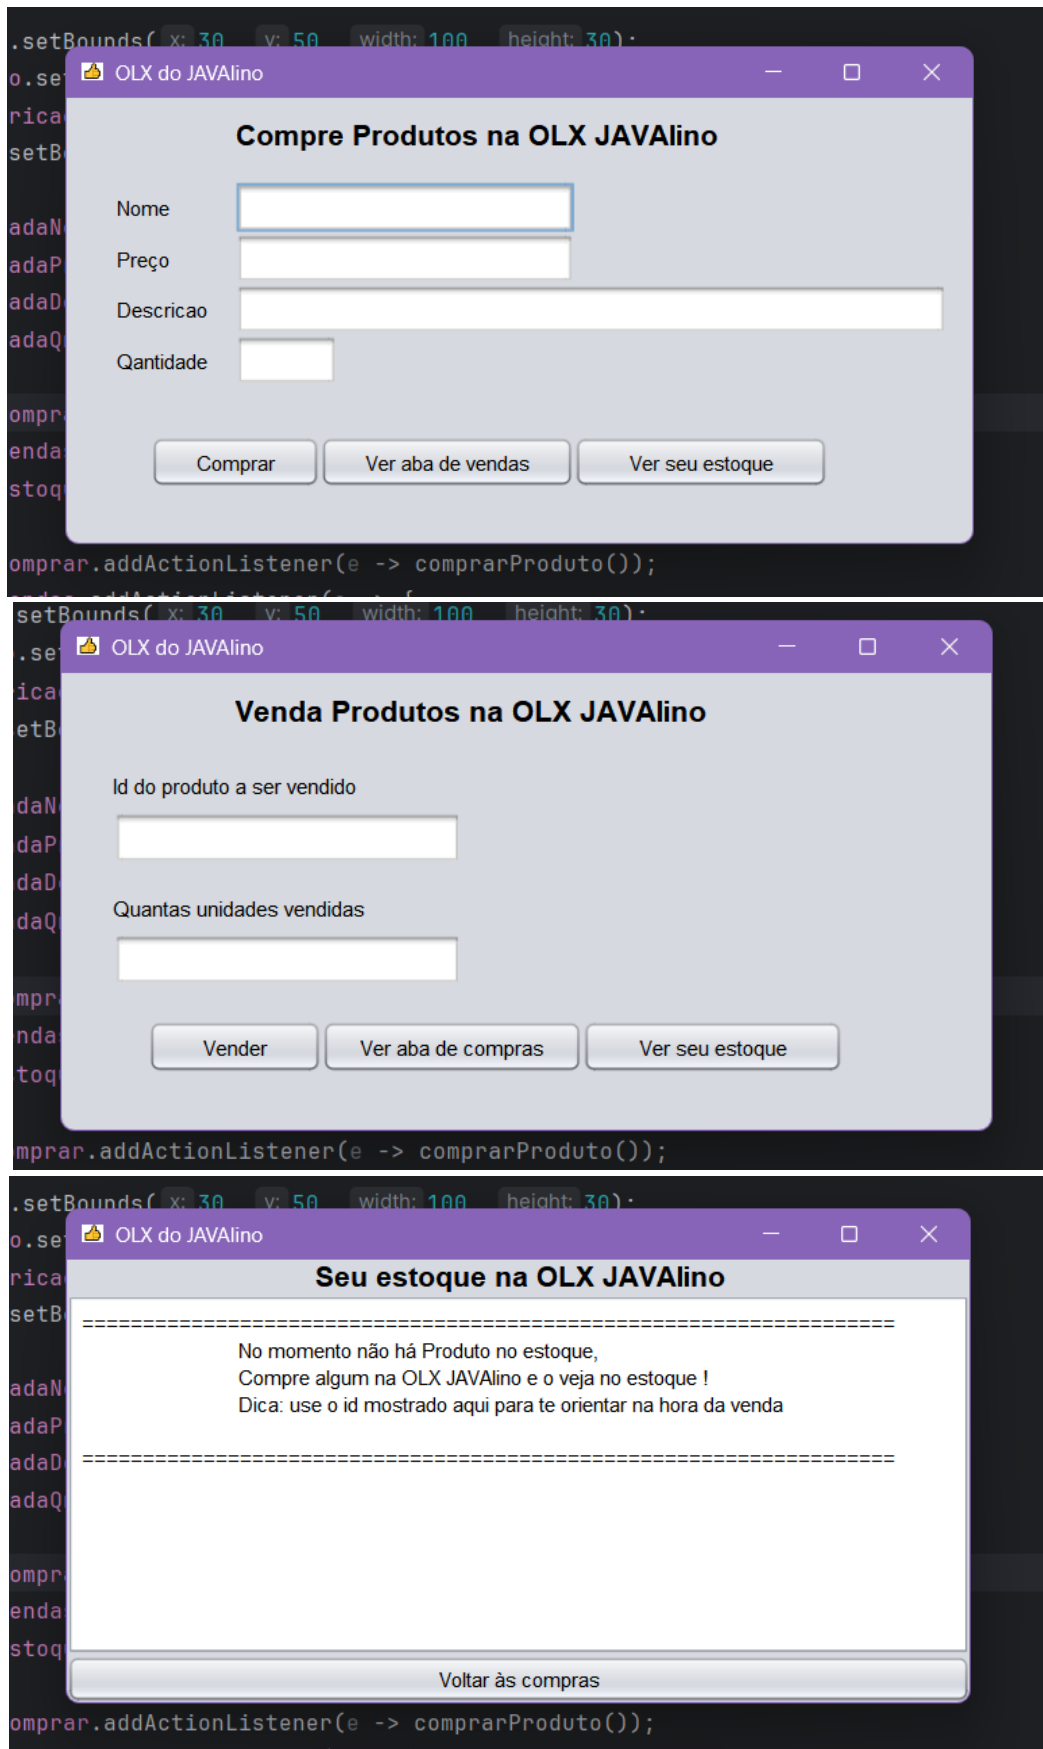 .setBounds( x: 30 y: 50 width: 100 height: 30);
OLX do JAVAlino
Compre Produtos na OLX JAVAlino
Nome
Preço
Descricao
Qantidade
Comprar Ver aba de vendas Ver seu estoque
omprar.addActionListener(e -> comprarProduto());
setBounds( x: 30 y: 50 width: 100 height: 30);
OLX do JAVAlino
Venda Produtos na OLX JAVAlino
Id do produto a ser vendido
Quantas unidades vendidas
Vender Ver aba de compras Ver seu estoque
mprar.addActionListener(e -> comprarProduto());
.setBounds( x: 30 y: 50 width: 100 height: 30);
OLX do JAVAlino
Seu estoque na OLX JAVAlino
===================================================================
No momento não há Produto no estoque,
Compre algum na OLX JAVAlino e o veja no estoque !
Dica: use o id mostrado aqui para te orientar na hora da venda
===================================================================
Voltar às compras
omprar.addActionListener(e -> comprarProduto());